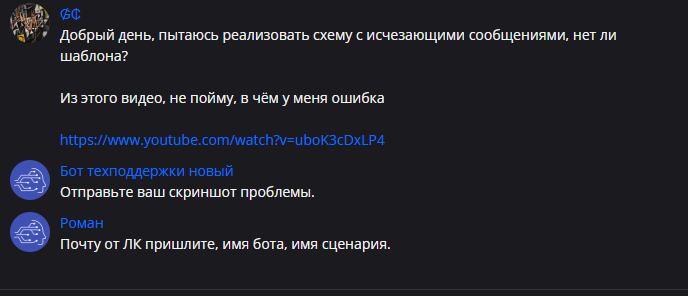 Добрый день, пытаюсь реализовать схему с исчезающими сообщениями, нет ли
шаблона?
Из этого видео, не пойму, в чём у меня ошибка
https://www.youtube.com/watch?v=uboK3cDxLP4
Бот техподдержки новый
Отправьте ваш скриншот проблемы.
Роман
Почту от ЛК пришлите, имя бота, имя сценария.